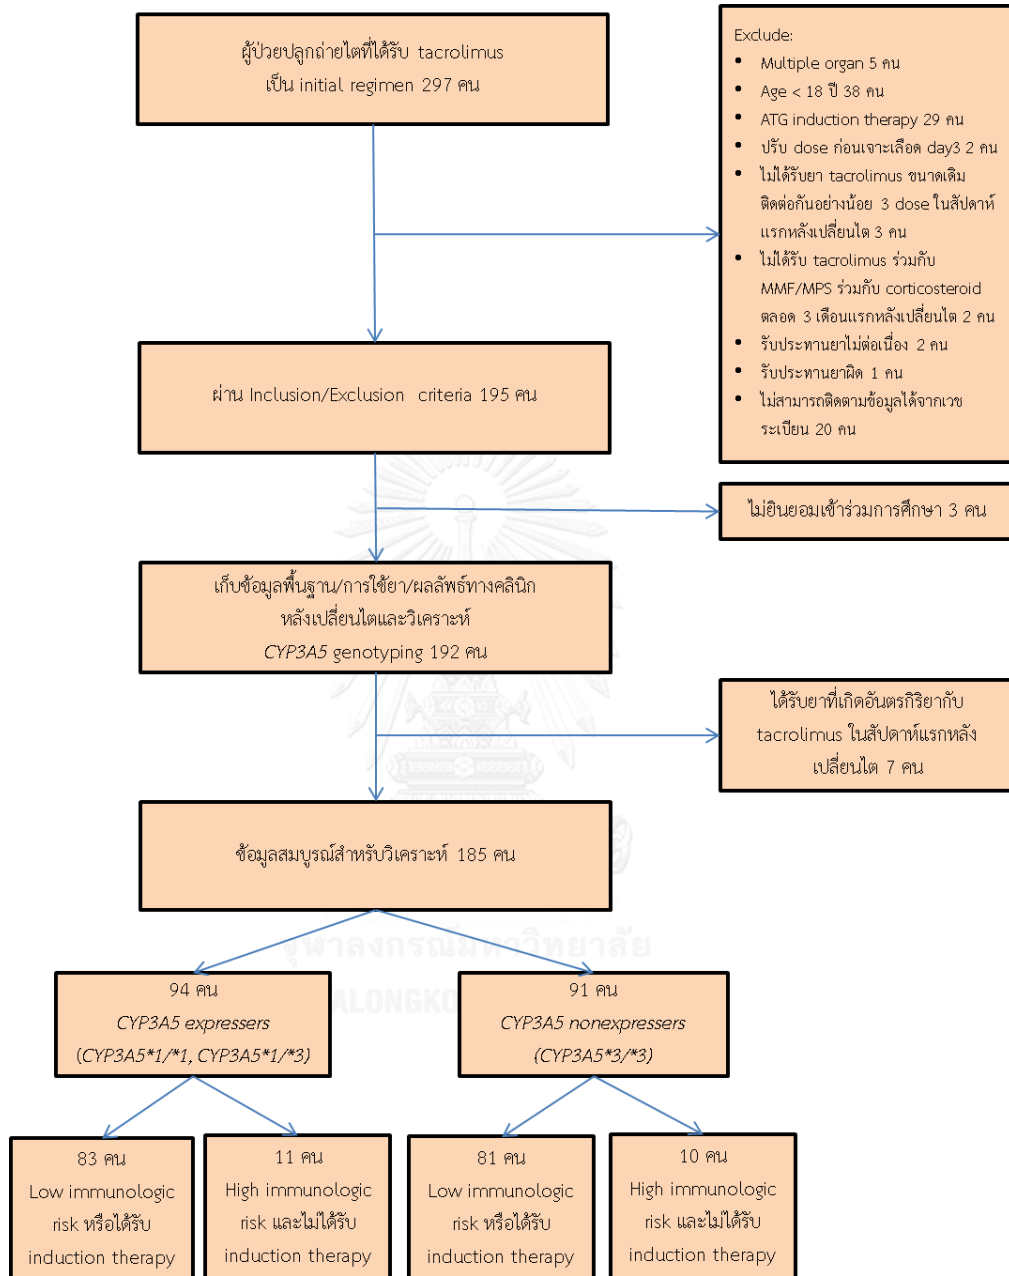 ผู้ป่วยปลูกถ่ายไตที่ได้รับ tacrolimus
เป็น initial regimen 297 คน
Exclude:
• Multiple organ 5 คน
• Age < 18 ปี 38 คน
• ATG induction therapy 29 คน
• ปรับ dose ก่อนเจาะเลือด day3 2 คน
• ไม่ได้รับยา tacrolimus ขนาดเดิม
ติดต่อกันอย่างน้อย 3 dose ในสัปดาห์
แรกหลังเปลี่ยนไต 3 คน
• ไม่ได้รับ tacrolimus ร่วมกับ
MMF/MPS ร่วมกับ corticosteroid
ตลอด 3 เดือนแรกหลังเปลี่ยนไต 2 คน
• รับประทานยาไม่ต่อเนื่อง 2 คน
• รับประทานยาผิด 1 คน
• ไม่สามารถติดตามข้อมูลได้จากเวช
ระเบียน 20 คน
ผ่าน Inclusion/Exclusion criteria 195 คน
ไม่ยินยอมเข้าร่วมการศึกษา 3 คน
เก็บข้อมูลพื้นฐาน/การใช้ยา/ผลลัพธ์ทางคลินิก
หลังเปลี่ยนไตและวิเคราะห์
CYP3A5 genotyping 192 คน
ได้รับยาที่เกิดอันตรกิริยากับ
tacrolimus ในสัปดาห์แรกหลัง
เปลี่ยนไต 7 คน
ข้อมูลสมบูรณ์สำหรับวิเคราะห์ 185 คน
จุฬาลงกรณ์มหาวิทยาลัย
ALONGKO
94 คน
CYP3A5 expressers
(CYP3A5*1/*1, CYP3A5*1/*3)
91 คน
CYP3A5 nonexpressers
(CYP3A5*3/*3)
83 คน
Low immunologic
risk หรือได้รับ
induction therapy
11 คน
High immunologic
risk และไม่ได้รับ
induction therapy
81 คน
Low immunologic
risk หรือได้รับ
induction therapy
10 คน
High immunologic
risk และไม่ได้รับ
induction therapy